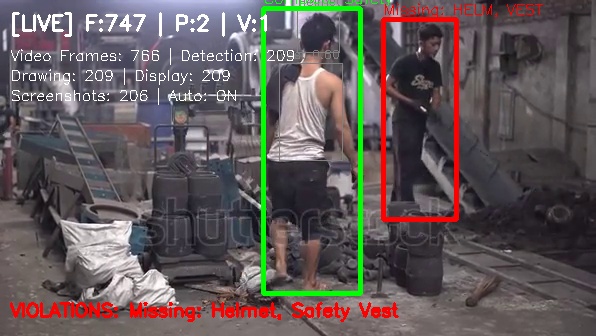 [LIVE] F:747 | P:2 | V:1
Missing: HELM, VEST
Video Frames: 766 | Detection: 209
Drawing: 209 | Display: 209
Screenshots: 206 | Auto: ON
shutterstock
VIOLATIONS: Missing: Helmet, Safety Vest